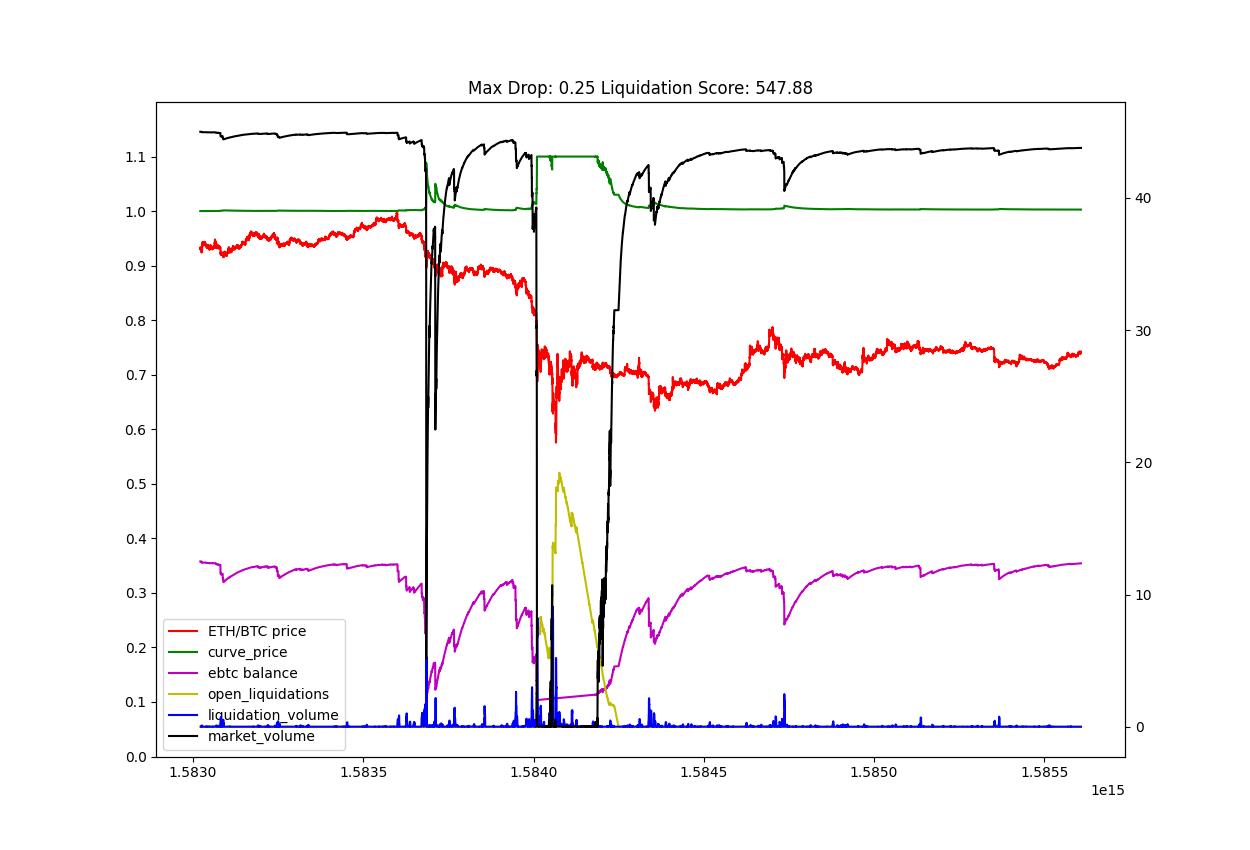 Max Drop: 0.25 Liquidation Score: 547.88
1.1
1.0
0.9
0.8
0.7
0.6
0.5
0.4
0.3
0.2
0.1
0.0
40
30
20
10
0
ETH/BTC price
curve_price
ebtc balance
open_liquidations
liquidation_volume
market_volume
1.5830 1.5835 1.5840 1.5845 1.5850 1.5855
1e15